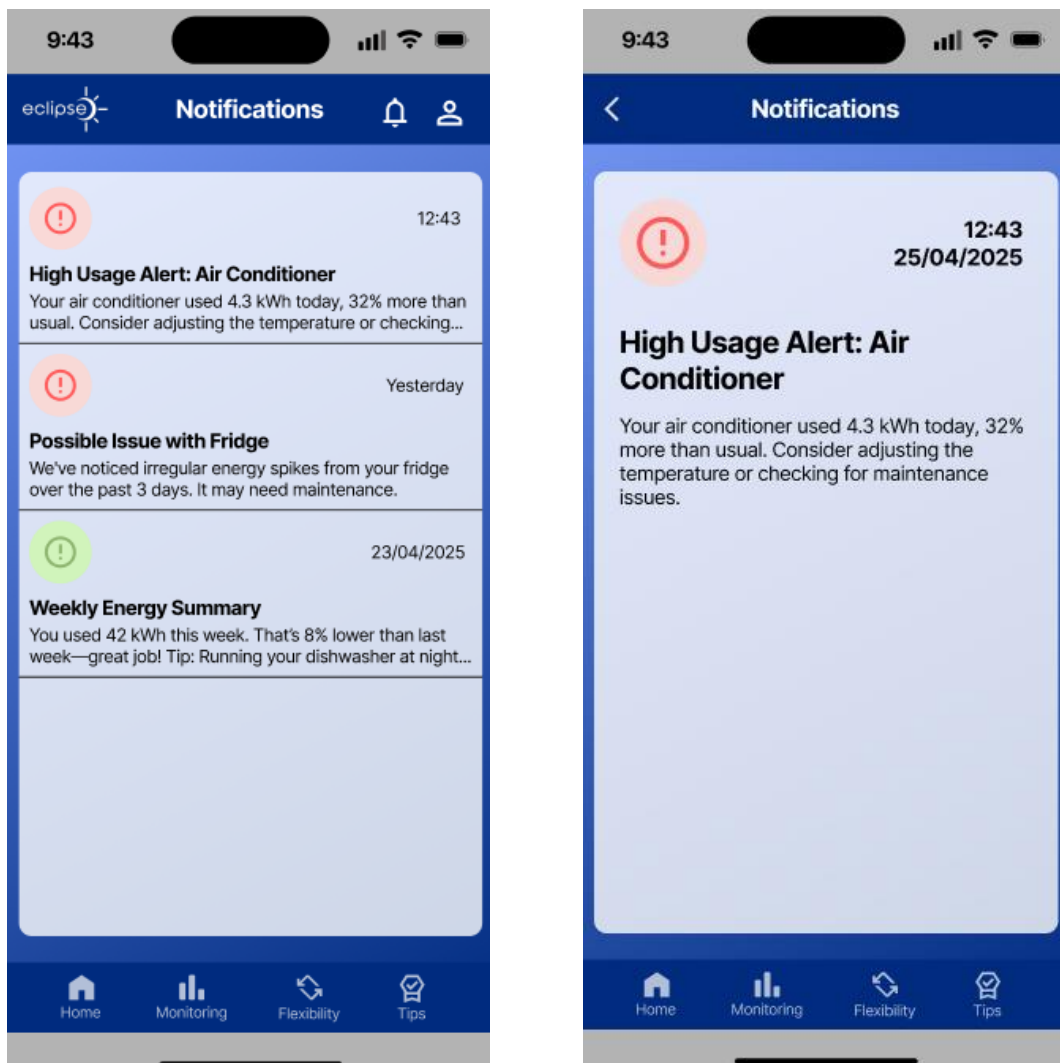 9:43
eclipse
Notifications
12:43
High Usage Alert: Air Conditioner
Your air conditioner used 4.3 kWh today, 32% more than
usual. Consider adjusting the temperature or checking...
Yesterday
Possible Issue with Fridge
We've noticed irregular energy spikes from your fridge
over the past 3 days. It may need maintenance.
23/04/2025
Weekly Energy Summary
You used 42 kWh this week. That's 8% lower than last
week—great job! Tip: Running your dishwasher at night...
Home Monitoring Flexibility Tips
9:43
Notifications
12:43
25/04/2025
High Usage Alert: Air
Conditioner
Your air conditioner used 4.3 kWh today, 32%
more than usual. Consider adjusting the
temperature or checking for maintenance
issues.
Home Monitoring Flexibility Tips